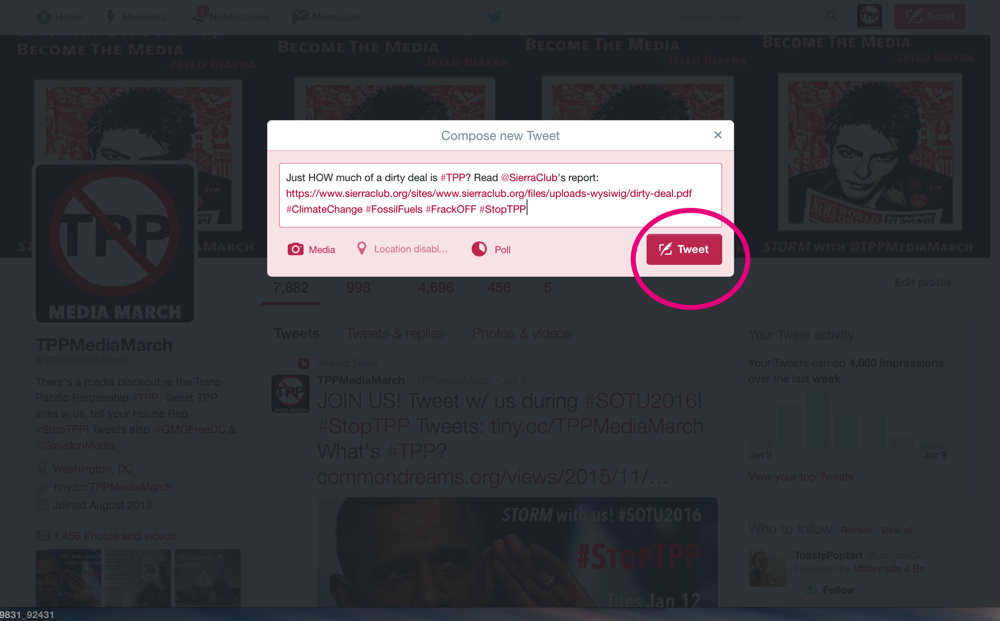 Home
Moments
1
Notifications
Messages
Search Twitter
TPP
Tweet
BECOME THE MEDIA
-JELLO BIAFRA
BECOME THE MEDIA
-JELLO BIAFRA
BECOME THE MEDIA
-JELLO BIAFRA
BECOME THE MEDIA
-JELLO BIAFRA
Compose new Tweet
Just HOW much of a dirty deal is #TPP? Read @SierraClub's report:
https://www.sierraclub.org/sites/www.sierraclub.org/files/uploads-wysiwig/dirty-deal.pdf
#ClimateChange #FossilFuels #FrackOFF #StopTPP
Media
Location disabl...
Poll
Tweet
STORM WITH @TPPMEDIAMARCH
TPP
MEDIA MARCH
7,882
998
4,696
456
5
Edit profile
TPPMediaMarch
@TPPMediaMarch
There's a media blackout re the Trans-
Pacific Partnership #TPP. Tweet TPP
links w us, tell your House Rep
#StopTPP! Tweets also @GMOFreeDC &
@SlaydonMedia
Washington, DC
tiny.cc/TPPMediaMarch
Joined August 2013
1,456 Photos and videos
Tweets
Tweets & replies
Photos & videos
Pinned Tweet
TPP
MEDIA MARCH
TPPMediaMarch @TPPMediaMarch · Jan 4
JOIN US! Tweet w/ us during #SOTU2016!
#StopTPP Tweets: tiny.cc/TPPMediaMarch
What's #TPP?
commondreams.org/views/2015/11/...
STORM with us! #SOTU2016
#STOPTPP
Tues Jan 12
Your Tweet activity
Your Tweets earned 4,060 impressions
over the last week
Jan 3
Jan 9
View your top Tweets
Who to follow · Refresh · View all
ToastyPoptart @LollipopCr...
Followed by Millennials 4 Be...
Follow
9831_92431